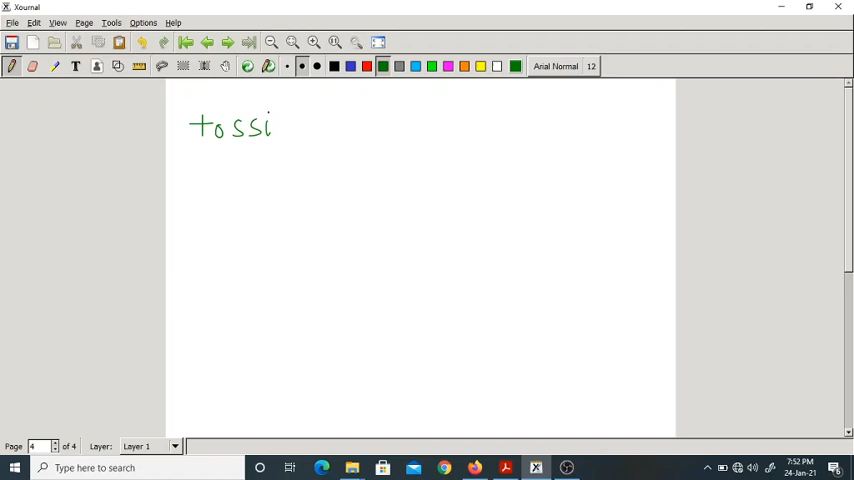 Xournal
File Edit View Page Tools Options Help
Arial Normal 12
tossi
Page 4 of 4 Layer: Layer 1
Type here to search
7:52 PM
24-Jan-21